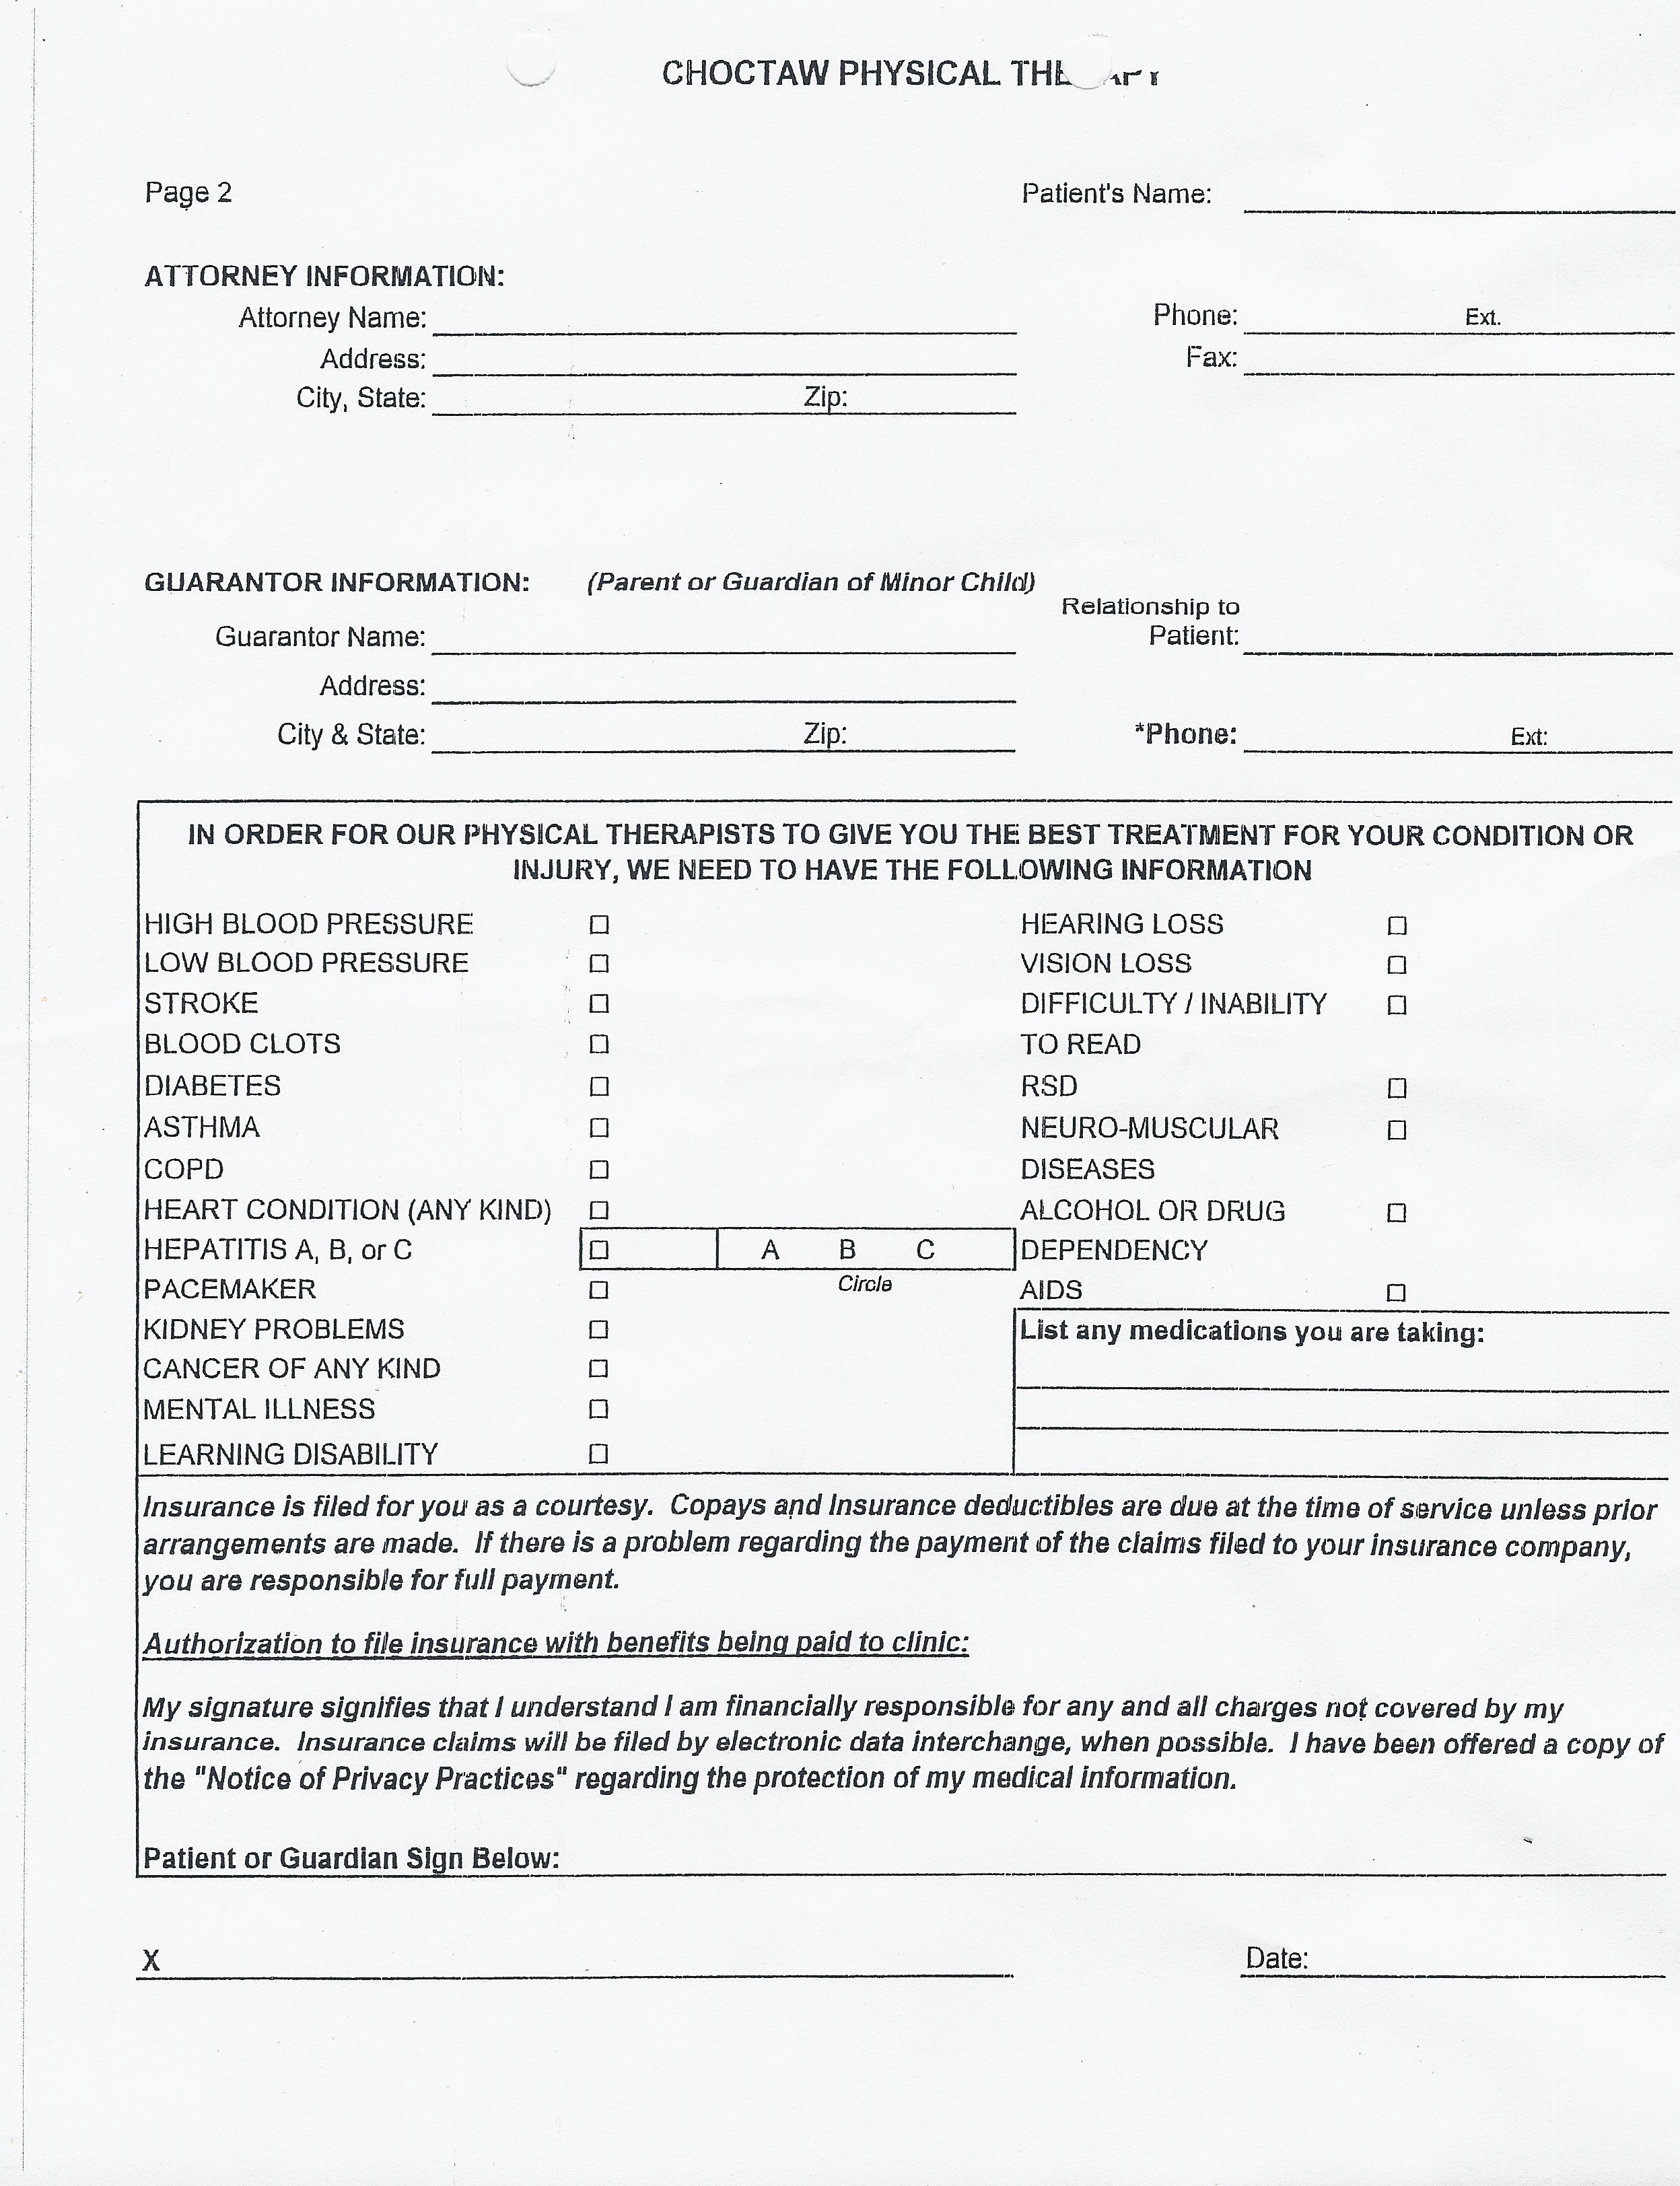 CHOCTAW PHYSICAL
Page 2 Patient's Name:
ATTORNEY INFORMATION:
Attorney Name: Phone: Ext.
Address: Fax:
City, State: Zip:
GUARANTOR INFORMATION: (Parent or Guardian of Minor Child)
Relationship to
Guarantor Name: Patient:
Address:
City & State: Zip: *Phone: Ext:
IN ORDER FOR OUR PHYSICAL THERAPISTS TO GIVE YOU THE BEST TREATMENT FOR YOUR CONDITION OR
INJURY, WE NEED TO HAVE THE FOLLOWING INFORMATION
HIGH BLOOD PRESSURE ☐ HEARING LOSS ☐
LOW BLOOD PRESSURE ☐ VISION LOSS ☐
STROKE ☐ DIFFICULTY / INABILITY ☐
BLOOD CLOTS ☐ TO READ
DIABETES ☐ RSD ☐
ASTHMA ☐ NEURO-MUSCULAR ☐
COPD ☐ DISEASES
HEART CONDITION (ANY KIND) ☐ ALCOHOL OR DRUG ☐
HEPATITIS A, B, or C ☐ A B C DEPENDENCY
PACEMAKER ☐ Circle AIDS ☐
KIDNEY PROBLEMS ☐ List any medications you are taking:
CANCER OF ANY KIND ☐
MENTAL ILLNESS ☐
LEARNING DISABILITY ☐
Insurance is filed for you as a courtesy. Copays and Insurance deductibles are due at the time of service unless prior
arrangements are made. If there is a problem regarding the payment of the claims filed to your insurance company,
you are responsible for full payment.
Authorization to file insurance with benefits being paid to clinic:
My signature signifies that I understand I am financially responsible for any and all charges not covered by my
insurance. Insurance claims will be filed by electronic data interchange, when possible. I have been offered a copy of
the "Notice of Privacy Practices" regarding the protection of my medical information.
Patient or Guardian Sign Below:
X Date: